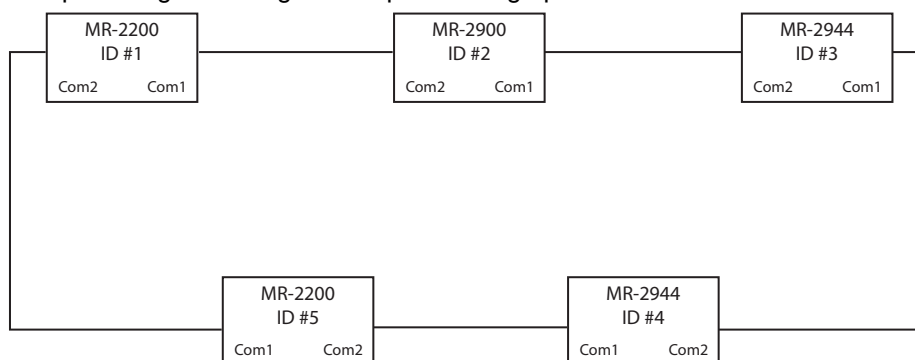 MR-2200
ID #1
Com2 Com1
MR-2900
ID #2
Com2 Com1
MR-2944
ID #3
Com2 Com1
MR-2200
ID #5
Com1 Com2
MR-2944
ID #4
Com1 Com2